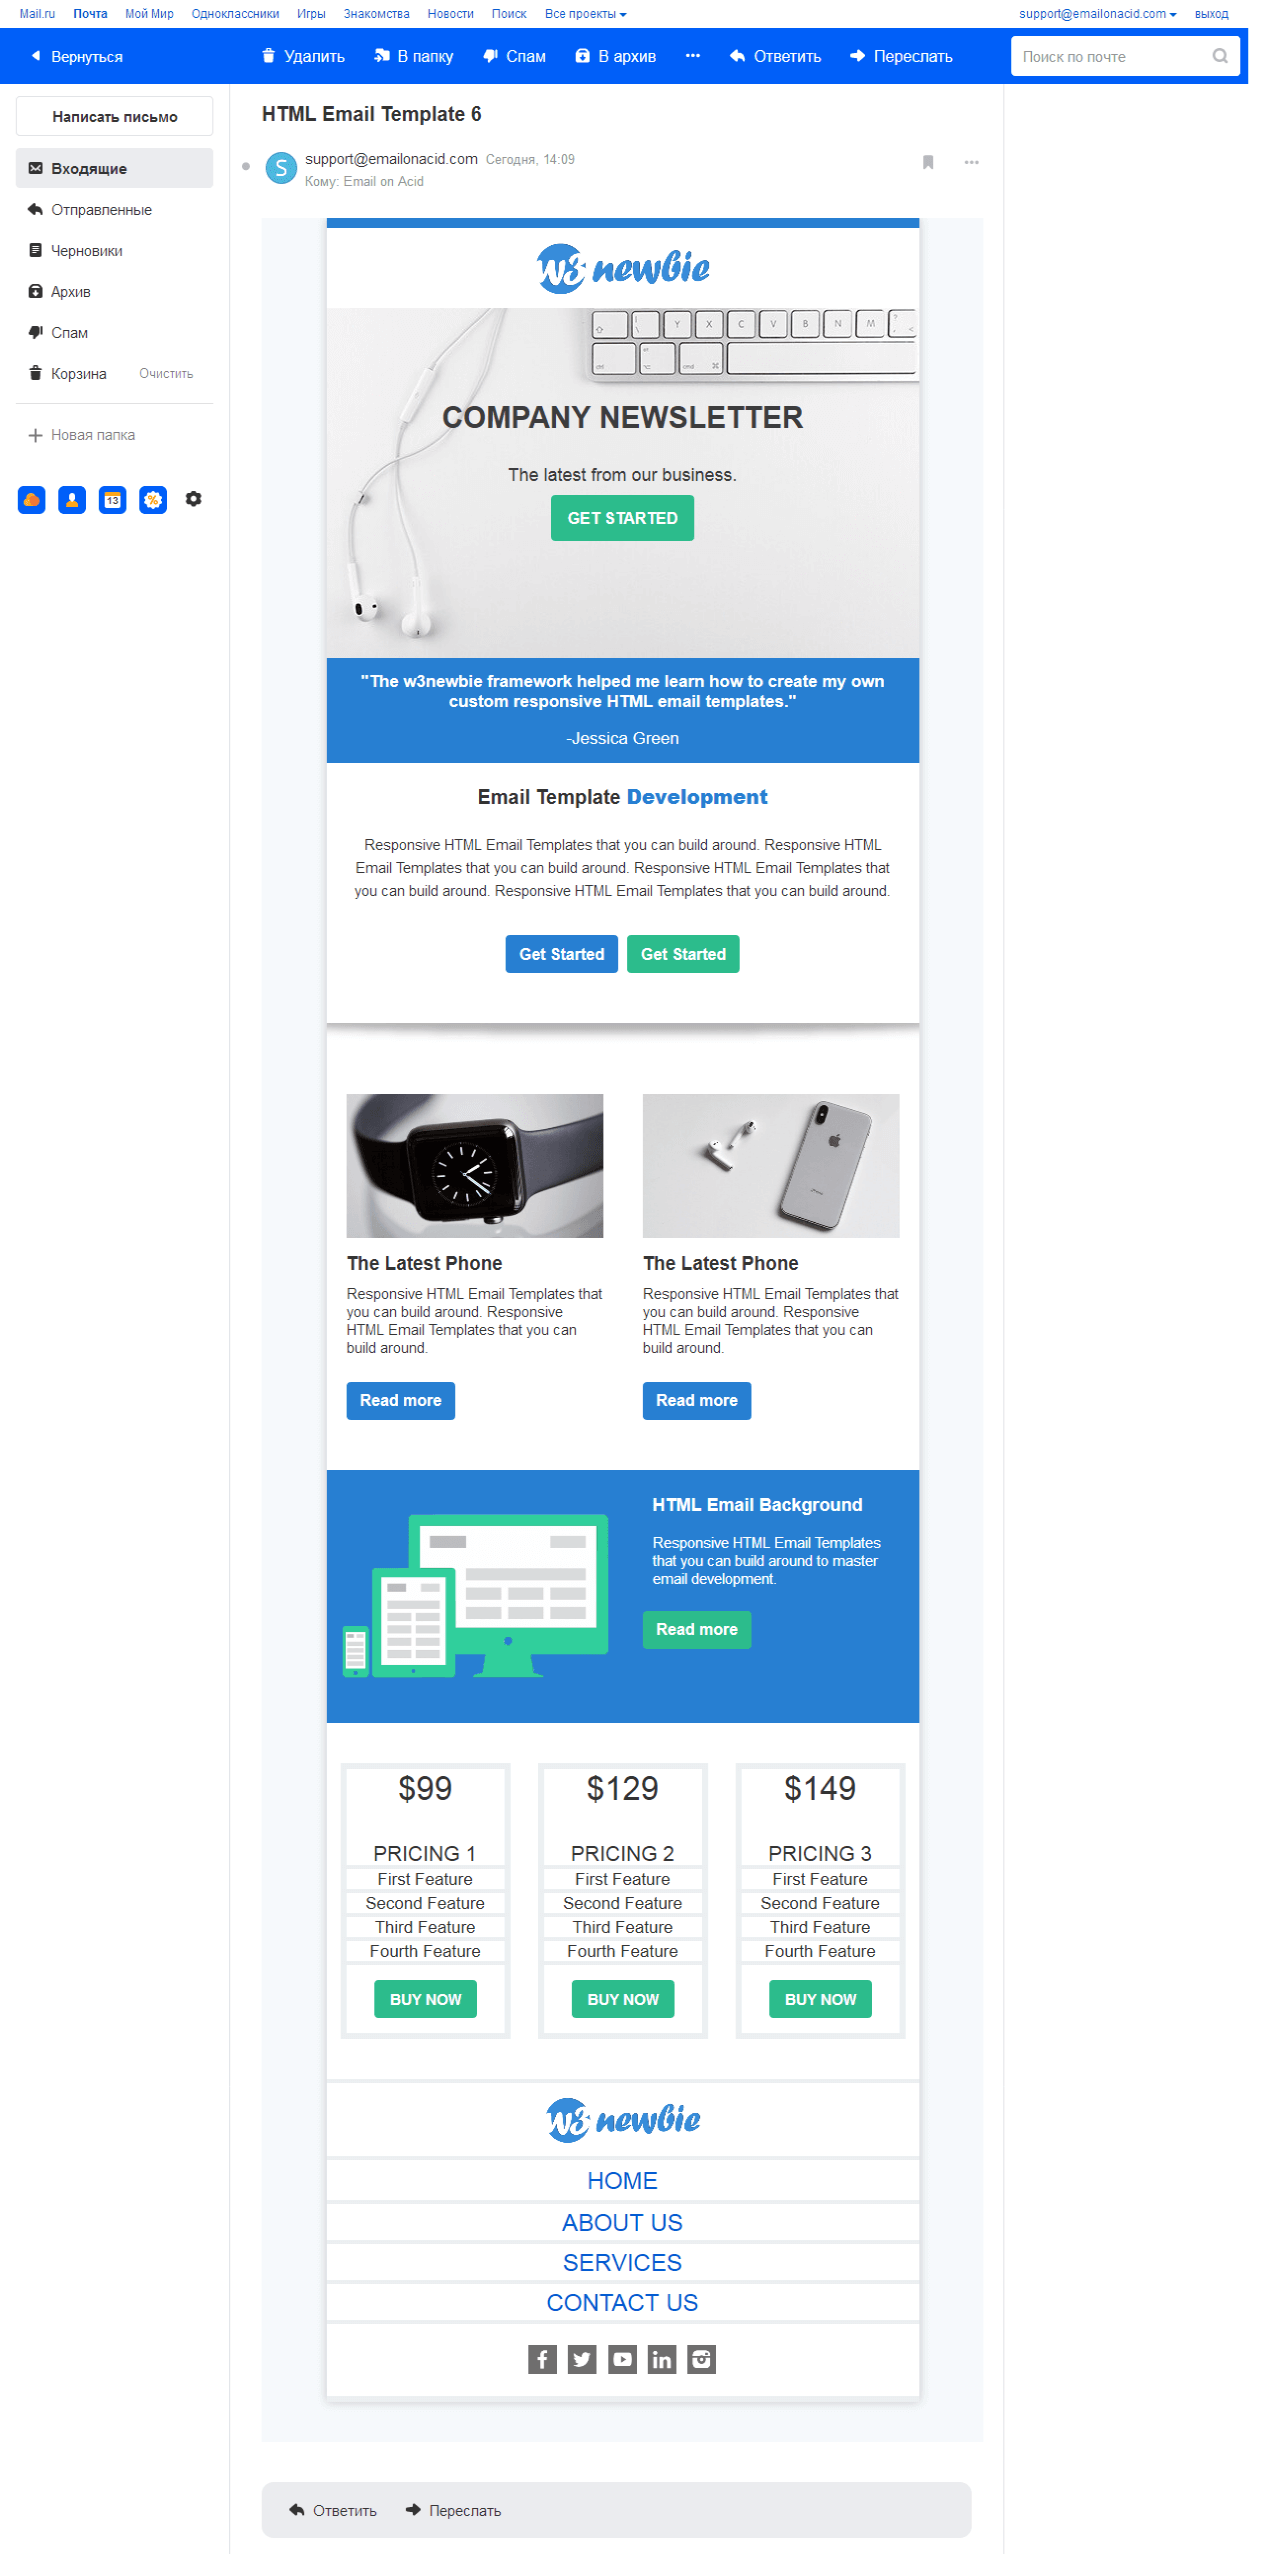 Mail.ru Почта Мой Мир Одноклассники Игры Знакомства Новости Поиск Все проекты support@emailonacid.com выход
Вернуться Удалить В папку Спам В архив Ответить Переслать Поиск по почте
Написать письмо
Входящие
Отправленные
Черновики
Архив
Спам
Корзина Очистить
Новая папка
13
HTML Email Template 6
S support@emailonacid.com Сегодня, 14:09
Кому: Email on Acid
w3 newbie
Y X C V B N M
ctrl cmd
COMPANY NEWSLETTER
The latest from our business.
GET STARTED
"The w3newbie framework helped me learn how to create my own
custom responsive HTML email templates."
-Jessica Green
Email Template Development
Responsive HTML Email Templates that you can build around. Responsive HTML
Email Templates that you can build around. Responsive HTML Email Templates that
you can build around. Responsive HTML Email Templates that you can build around.
Get Started Get Started
The Latest Phone
Responsive HTML Email Templates that
you can build around. Responsive
HTML Email Templates that you can
build around.
Read more
The Latest Phone
Responsive HTML Email Templates that
you can build around. Responsive
HTML Email Templates that you can
build around.
Read more
HTML Email Background
Responsive HTML Email Templates
that you can build around to master
email development.
Read more
$99
PRICING 1
First Feature
Second Feature
Third Feature
Fourth Feature
BUY NOW
$129
PRICING 2
First Feature
Second Feature
Third Feature
Fourth Feature
BUY NOW
$149
PRICING 3
First Feature
Second Feature
Third Feature
Fourth Feature
BUY NOW
w3 newbie
HOME
ABOUT US
SERVICES
CONTACT US
Ответить Переслать